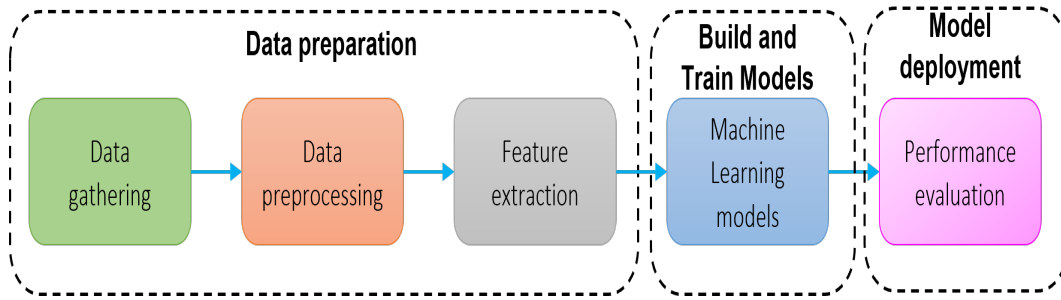 Data preparation
Data
gathering
Data
preprocessing
Feature
extraction
Build and
Train Models
Machine
Learning
models
Model
deployment
Performance
evaluation